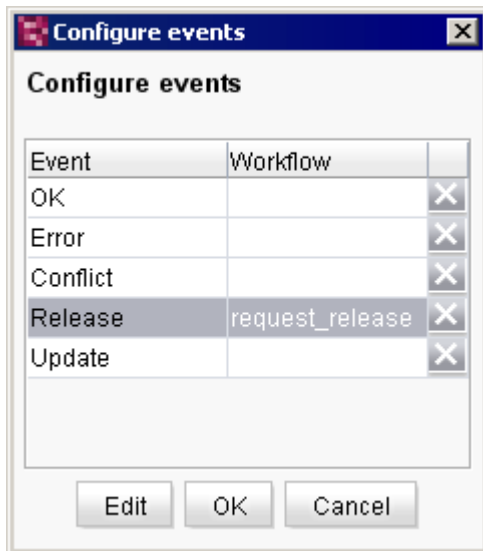 Configure events
Configure events
Event Workflow
OK
Error
Conflict
Release request_release
Update
Edit OK Cancel